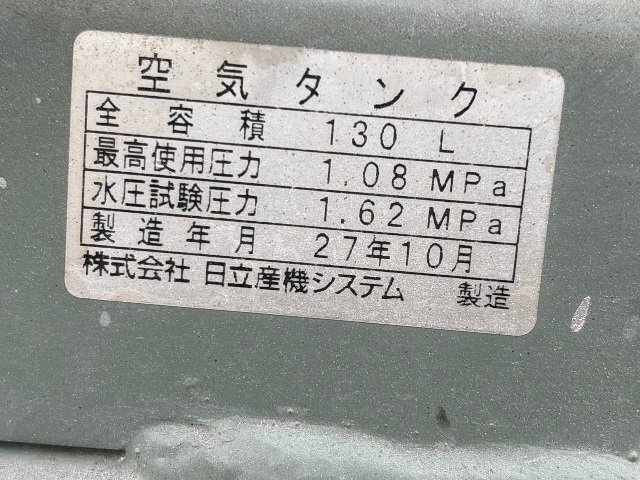 空気タンク
全容積 130 L
最高使用圧力 1.08 MPa
水圧試験圧力 1.62 MPa
製造年月 27年10月
株式会社 日立産機システム 製造